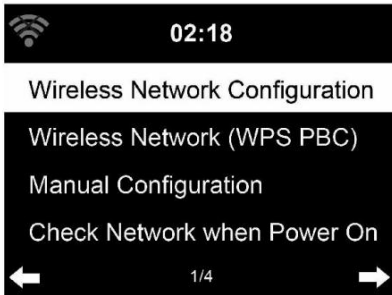 02:18
Wireless Network Configuration
Wireless Network (WPS PBC)
Manual Configuration
Check Network when Power On
1/4